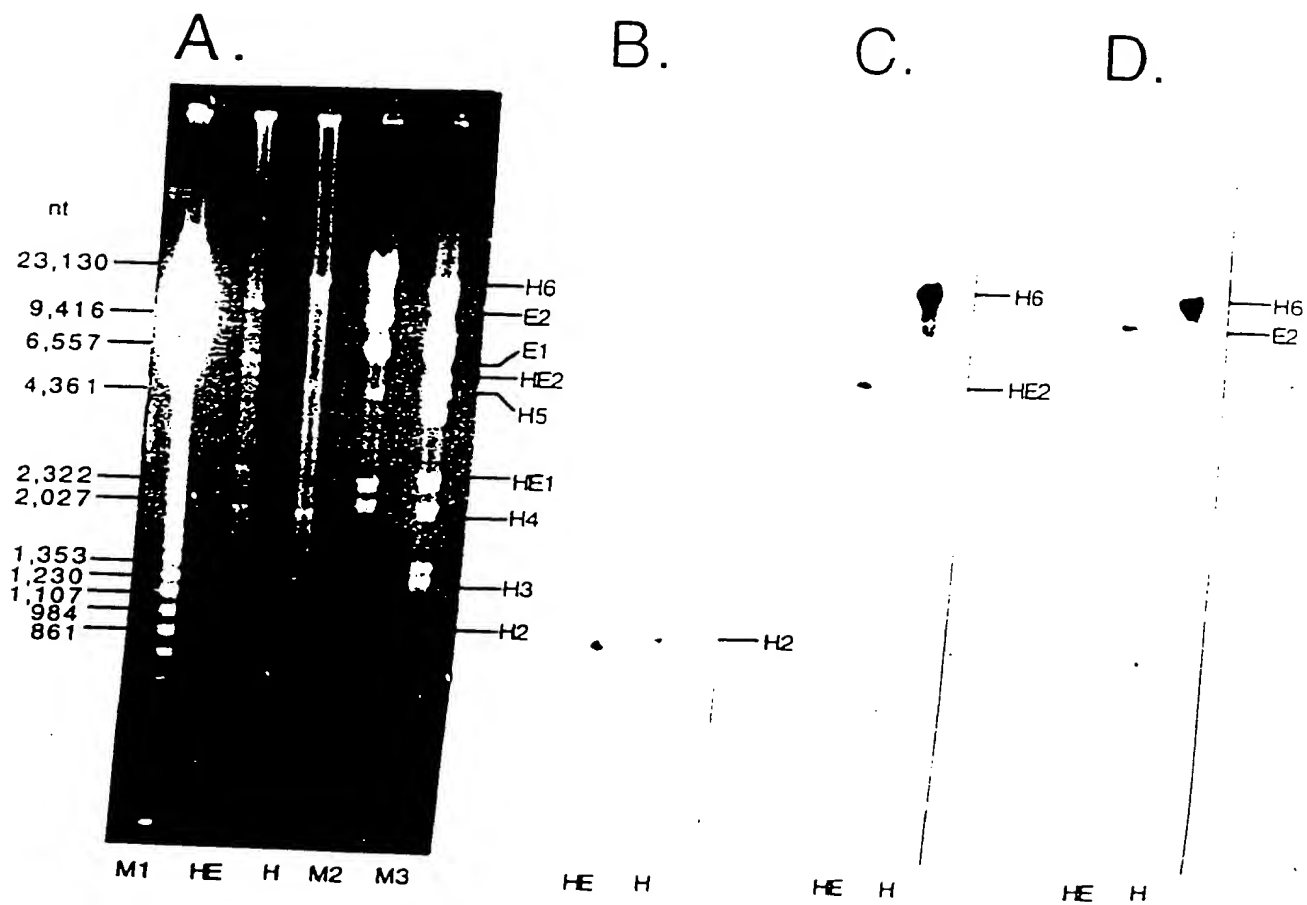 A.
B.
C.
D.
nt
23,130
9,416
6,557
4,361
2,322
2,027
1,353
1,230
1,107
984
861
H6
E2
E1
HE2
H5
HE1
H4
H3
H2
M1 HE H M2 M3
H2
HE H
H6
HE2
HE H
H6
E2
HE H